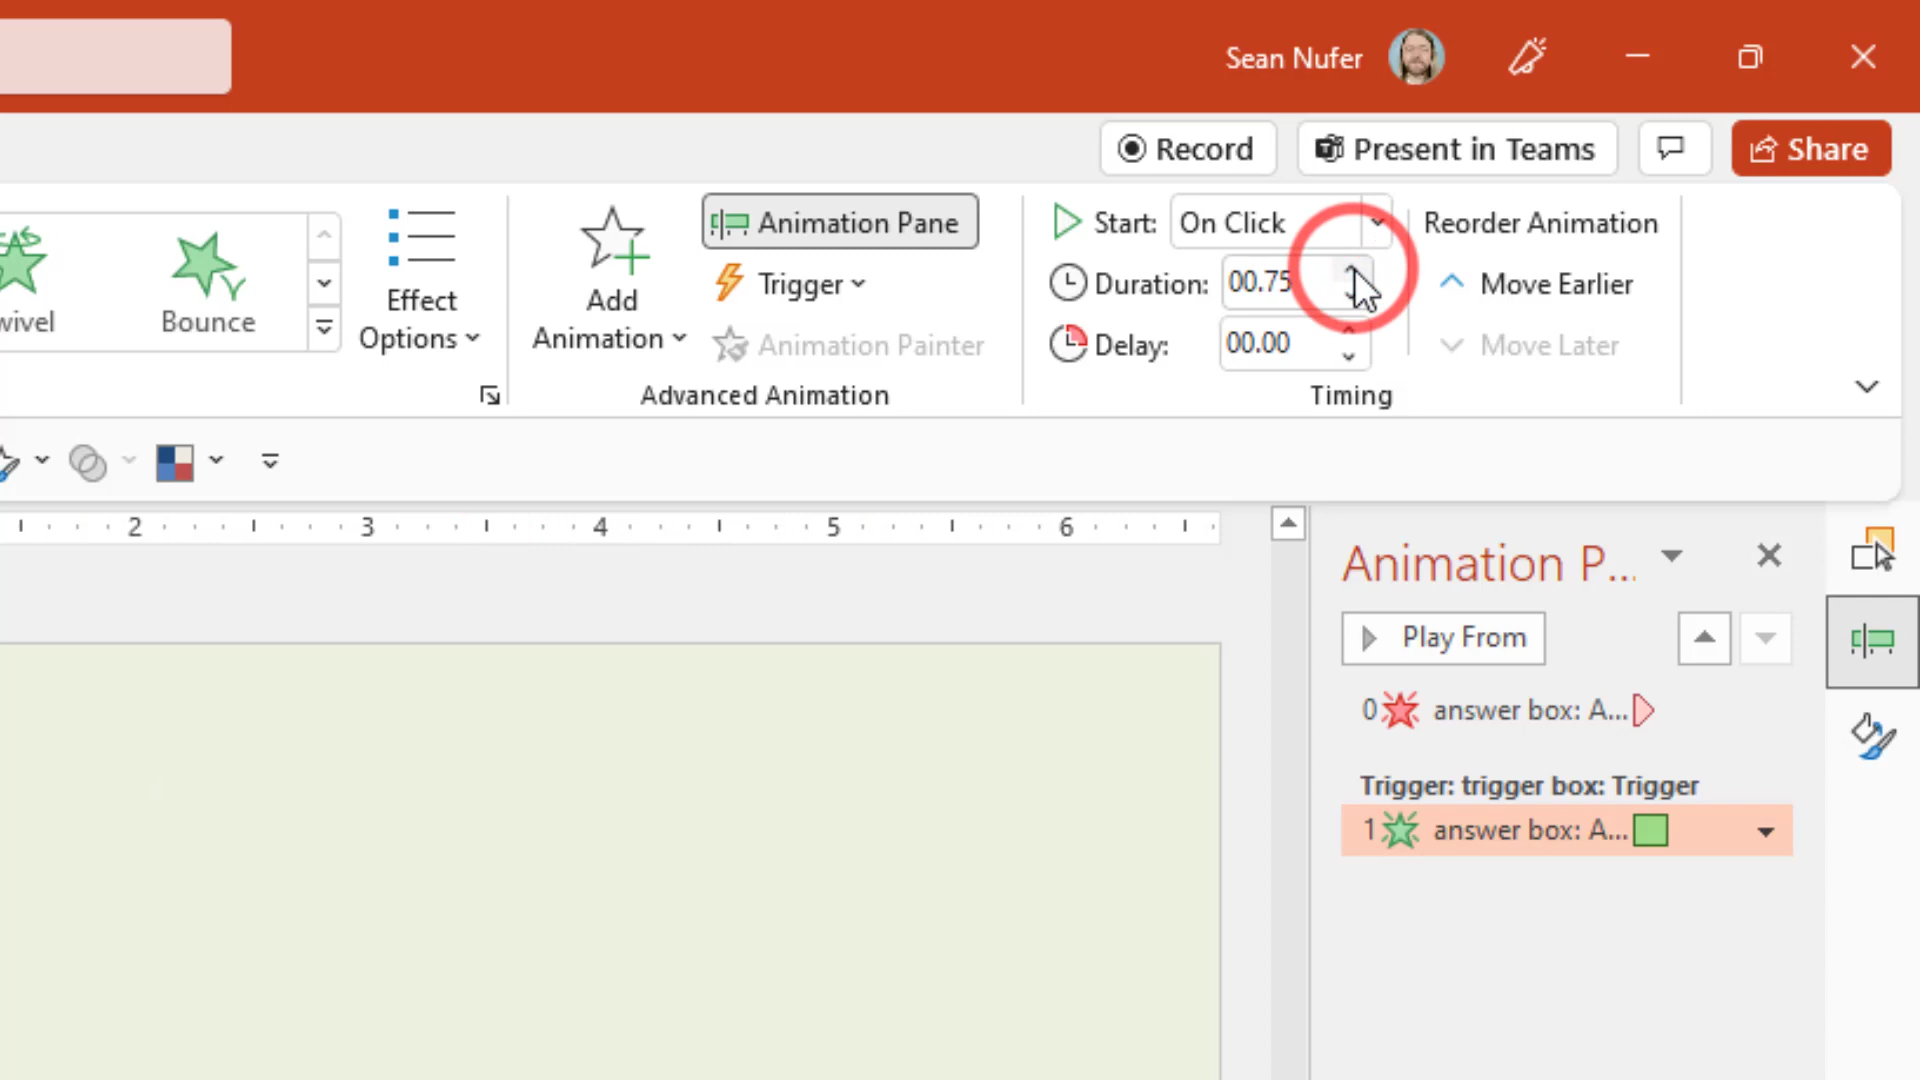 Sean Nufer
Record
Present in Teams
Share
wivel
Bounce
Effect
Options
Add
Animation
Animation Pane
Trigger
Animation Painter
Advanced Animation
Start: On Click
Duration: 00.75
Delay: 00.00
Timing
Reorder Animation
Move Earlier
Move Later
2 3 4 5 6
Animation P...
Play From
0 answer box: A...
Trigger: trigger box: Trigger
1 answer box: A...